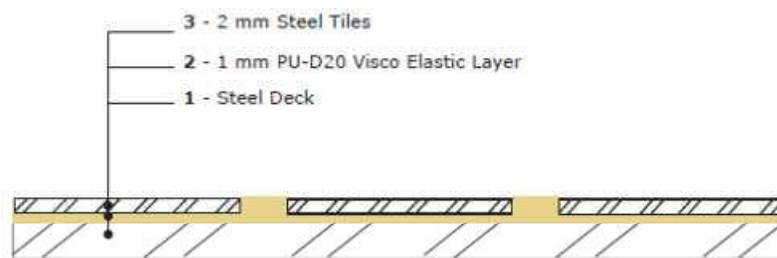 3 - 2 mm Steel Tiles
2 - 1 mm PU-D20 Visco Elastic Layer
1 - Steel Deck